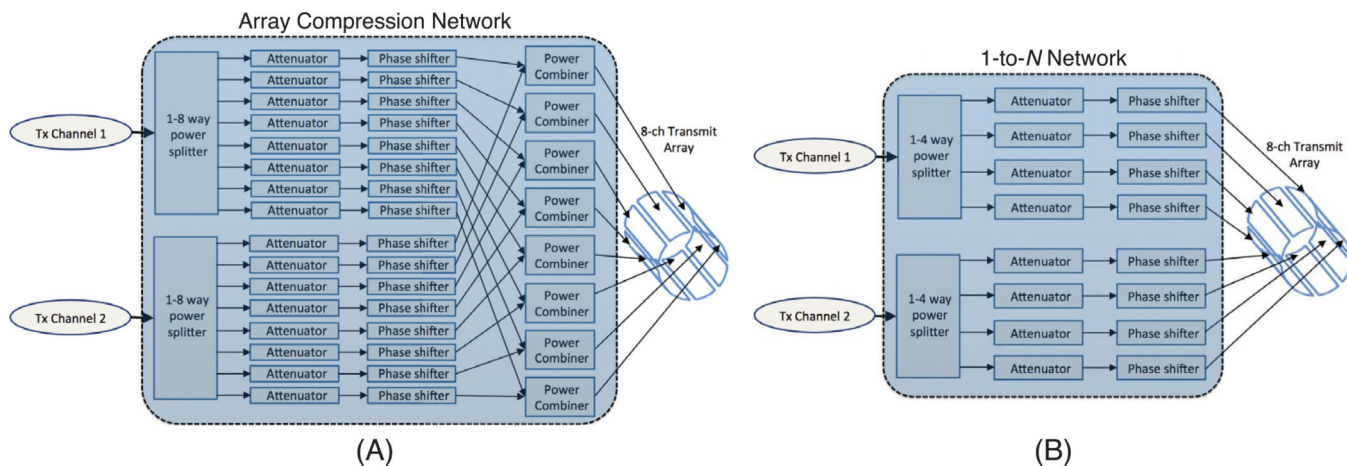 Array Compression Network
Tx Channel 1
1-8 way
power
splitter
Attenuator
Phase shifter
Attenuator
Phase shifter
Attenuator
Phase shifter
Attenuator
Phase shifter
Attenuator
Phase shifter
Attenuator
Phase shifter
Attenuator
Phase shifter
Attenuator
Phase shifter
Tx Channel 2
1-8 way
power
splitter
Attenuator
Phase shifter
Attenuator
Phase shifter
Attenuator
Phase shifter
Attenuator
Phase shifter
Attenuator
Phase shifter
Attenuator
Phase shifter
Attenuator
Phase shifter
Attenuator
Phase shifter
Power
Combiner
Power
Combiner
Power
Combiner
Power
Combiner
Power
Combiner
Power
Combiner
Power
Combiner
Power
Combiner
8-ch Transmit
Array
(A)
1-to-N Network
Tx Channel 1
1-4 way
power
splitter
Attenuator
Phase shifter
Attenuator
Phase shifter
Attenuator
Phase shifter
Attenuator
Phase shifter
Tx Channel 2
1-4 way
power
splitter
Attenuator
Phase shifter
Attenuator
Phase shifter
Attenuator
Phase shifter
Attenuator
Phase shifter
8-ch Transmit
Array
(B)